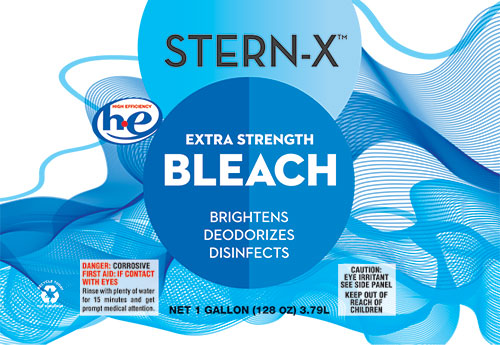 STERN-X™
HIGH EFFICIENCY
he
EXTRA STRENGTH
BLEACH
BRIGHTENS
DEODORIZES
DISINFECTS
DANGER: CORROSIVE
FIRST AID: IF CONTACT
WITH EYES
Rinse with plenty of water
for 15 minutes and get
prompt medical attention.
CAUTION:
EYE IRRITANT
SEE SIDE PANEL
KEEP OUT OF
REACH OF
CHILDREN
NET 1 GALLON (128 OZ) 3.79L